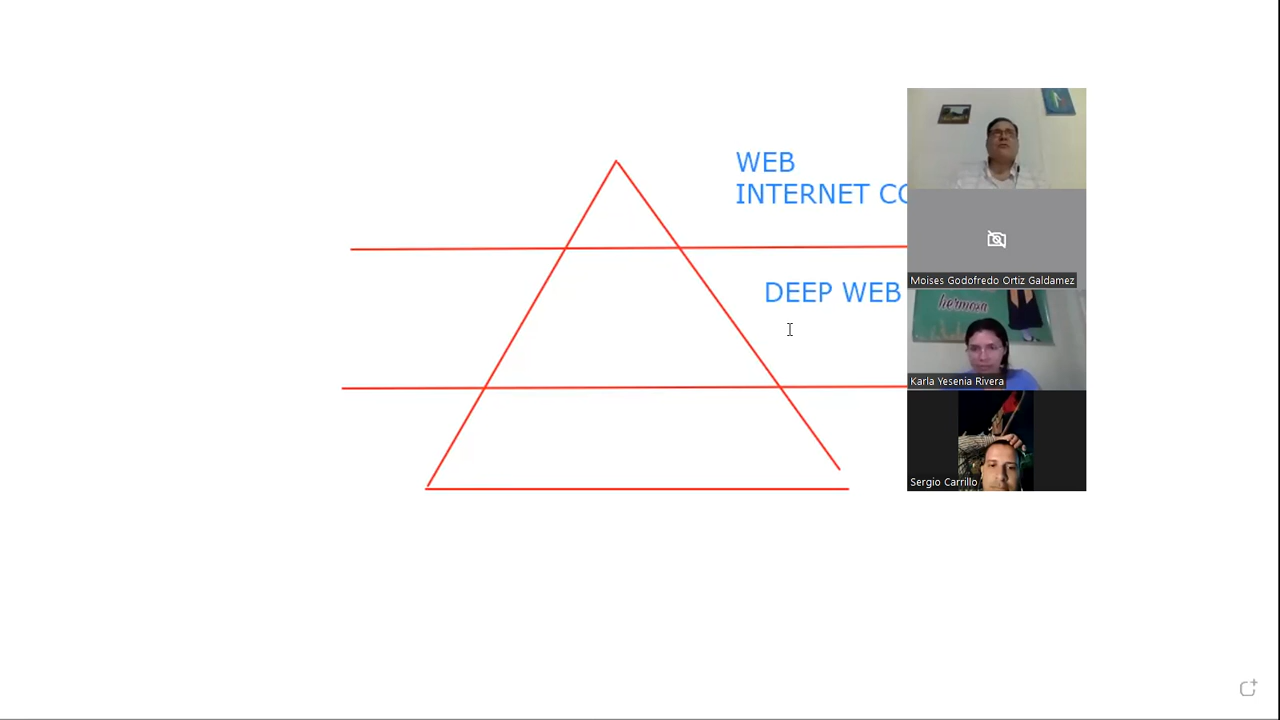 WEB
INTERNET CO
DEEP WEB
Moises Godofredo Ortiz Galdamez
hermosa
Karla Yesenia Rivera
Sergio Carrillo